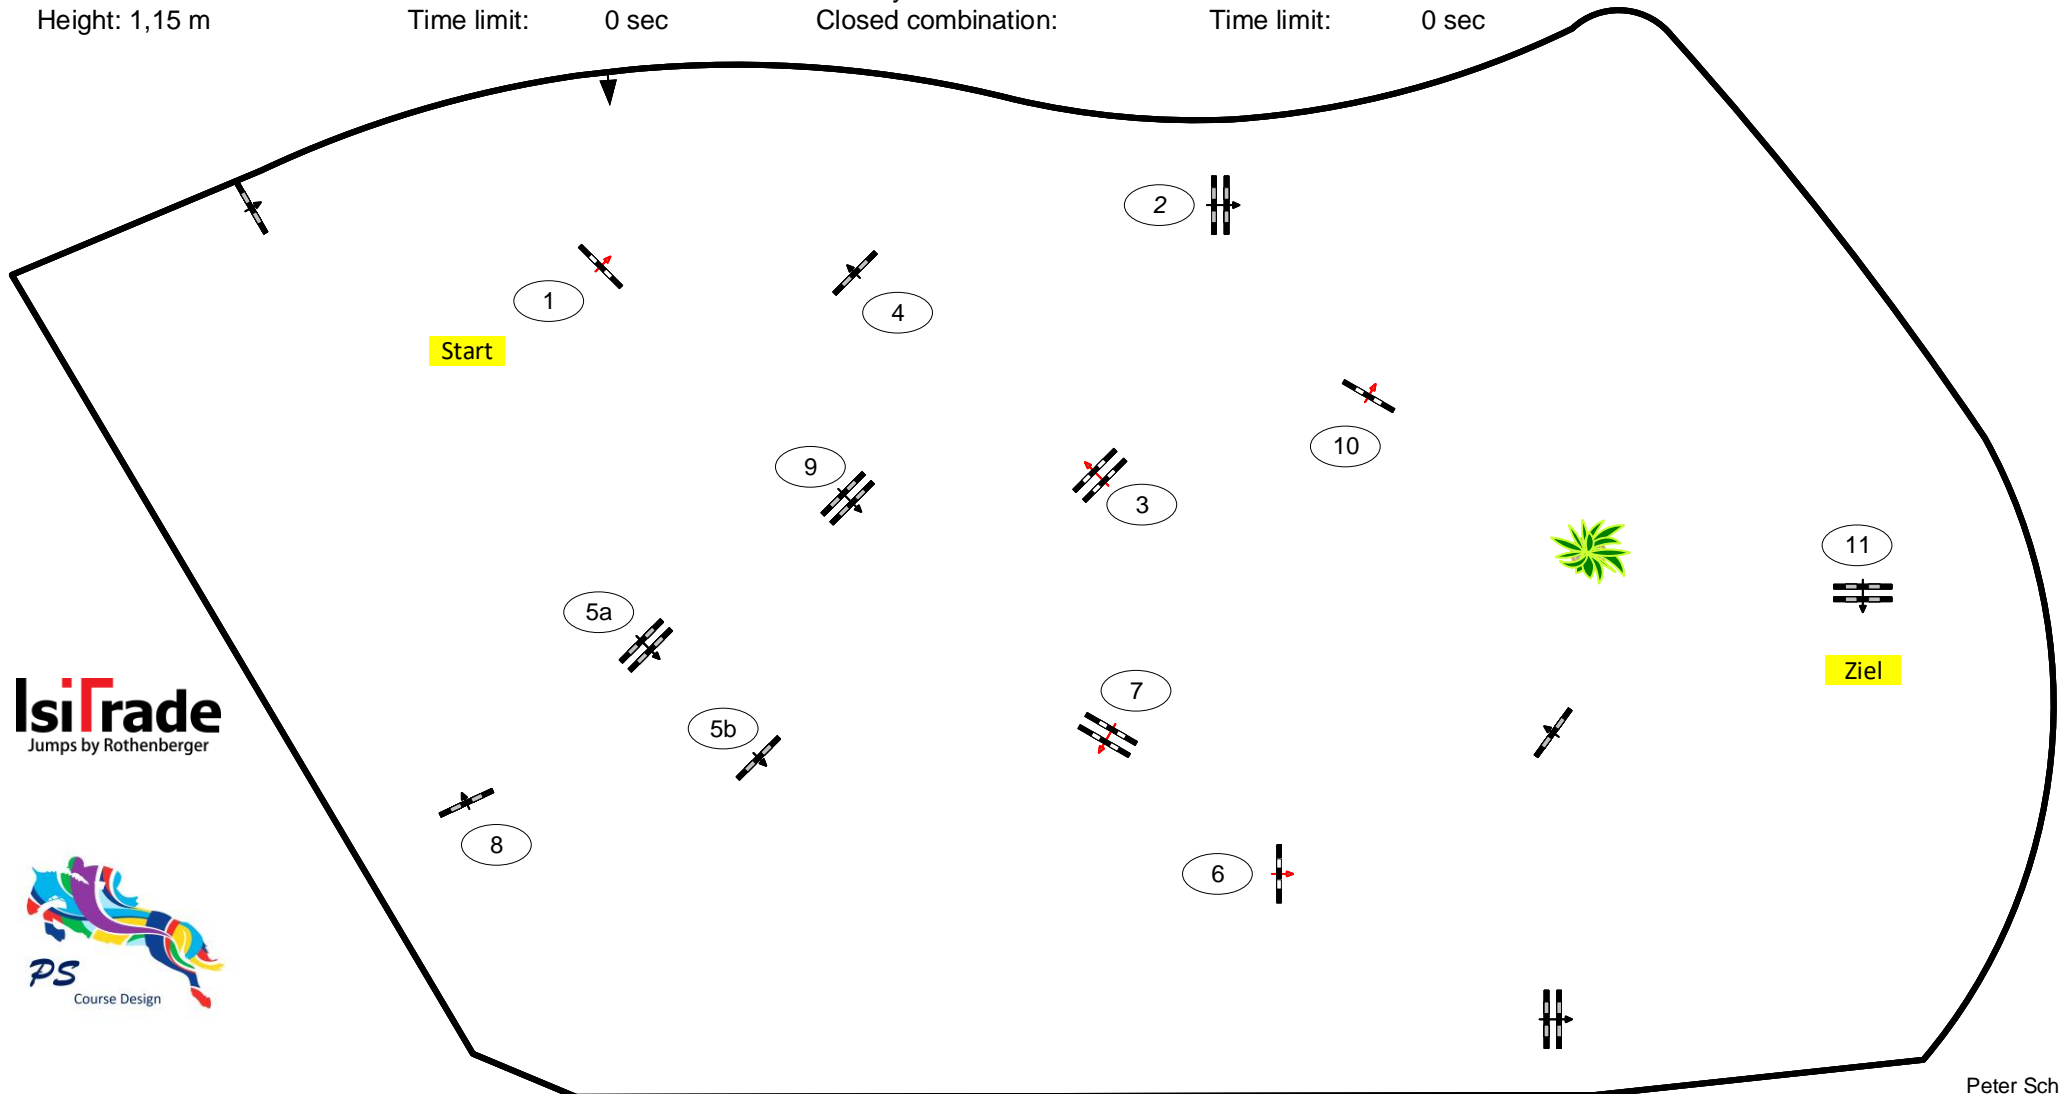 Height: 1,15 m Time limit: 0 sec Closed combination: Time limit: 0 sec
2
1
4
Start
10
9
3
11
5a
Ziel
7
5b
IsiTrade
Jumps by Rothenberger
8
6
PS
Course Design
Peter Sch